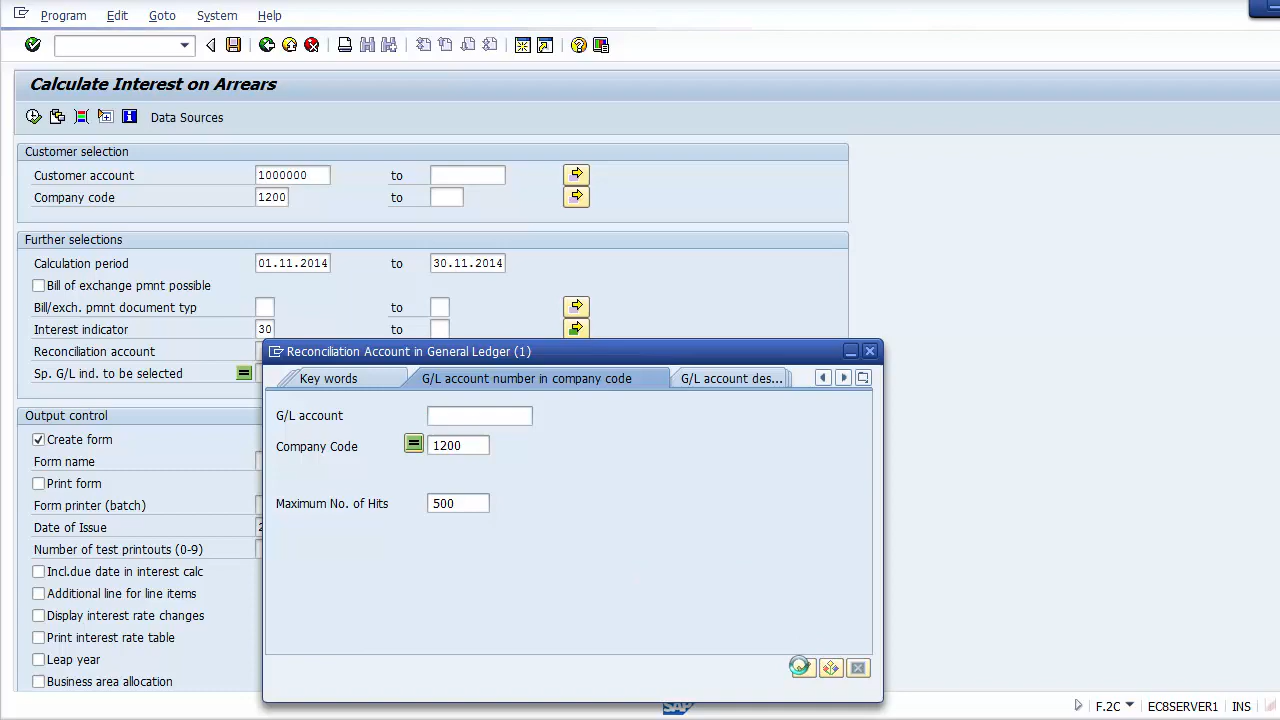 Program Edit Goto System Help
Calculate Interest on Arrears
Data Sources
Customer selection
Customer account 1000000 to
Company code 1200 to
Further selections
Calculation period 01.11.2014 to 30.11.2014
Bill of exchange pmnt possible
Bill/exch. pmnt document typ to
Interest indicator 30 to
Reconciliation account
Sp. G/L ind. to be selected
Output control
Create form
Form name
Print form
Form printer (batch)
Date of Issue 2
Number of test printouts (0-9)
Incl.due date in interest calc
Additional line for line items
Display interest rate changes
Print interest rate table
Leap year
Business area allocation
Reconciliation Account in General Ledger (1)
Key words G/L account number in company code G/L account des...
G/L account
Company Code 1200
Maximum No. of Hits 500
SAP F.2C EC8SERVER1 INS